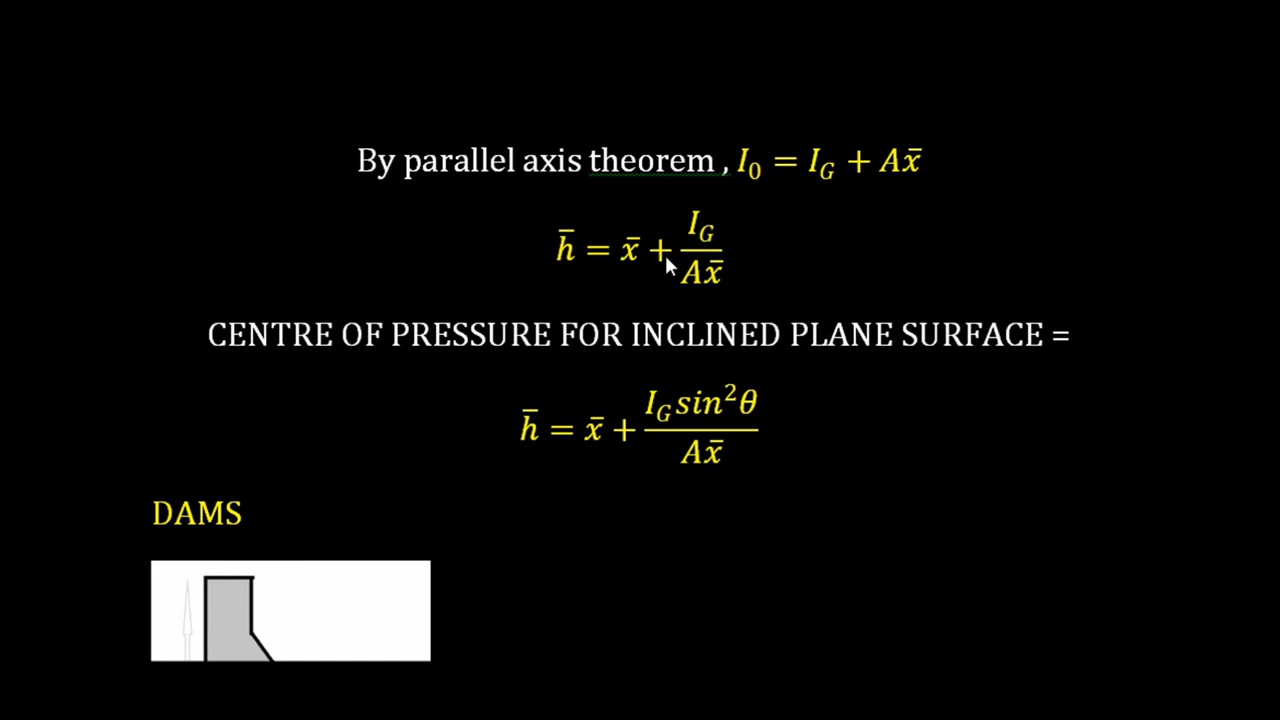 By parallel axis theorem , I₀ = I_G + Ax̄
h̄ = x̄ + I_G / Ax̄
CENTRE OF PRESSURE FOR INCLINED PLANE SURFACE =
h̄ = x̄ + I_G sin²θ / Ax̄
DAMS